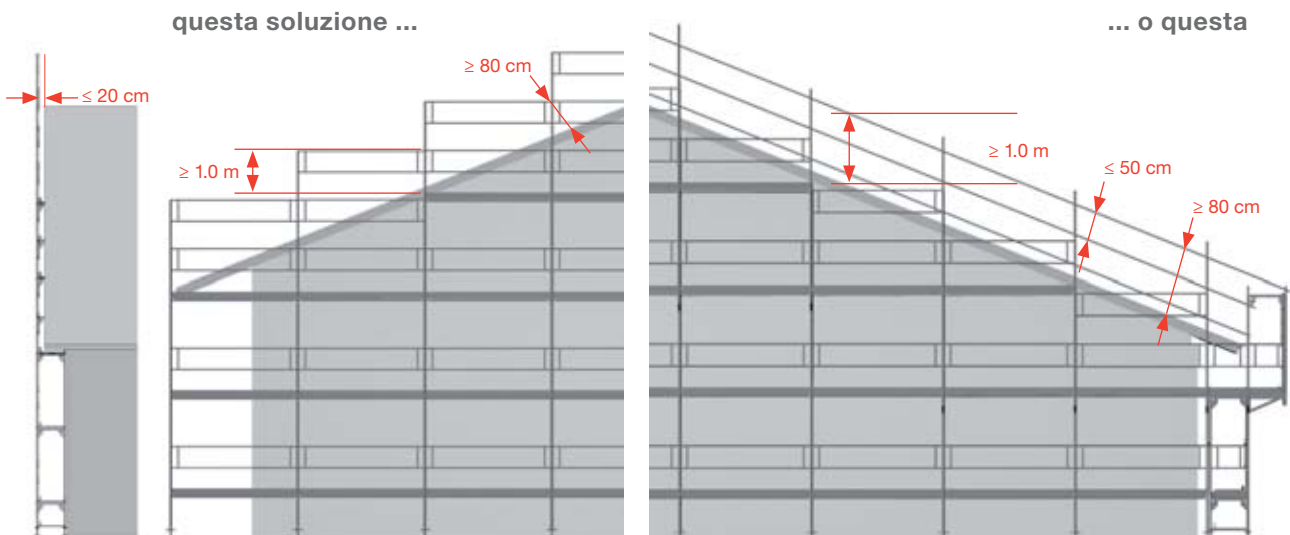 questa soluzione ...
... o questa
≤ 20 cm
≥ 80 cm
≥ 1.0 m
≥ 1.0 m
≤ 50 cm
≥ 80 cm